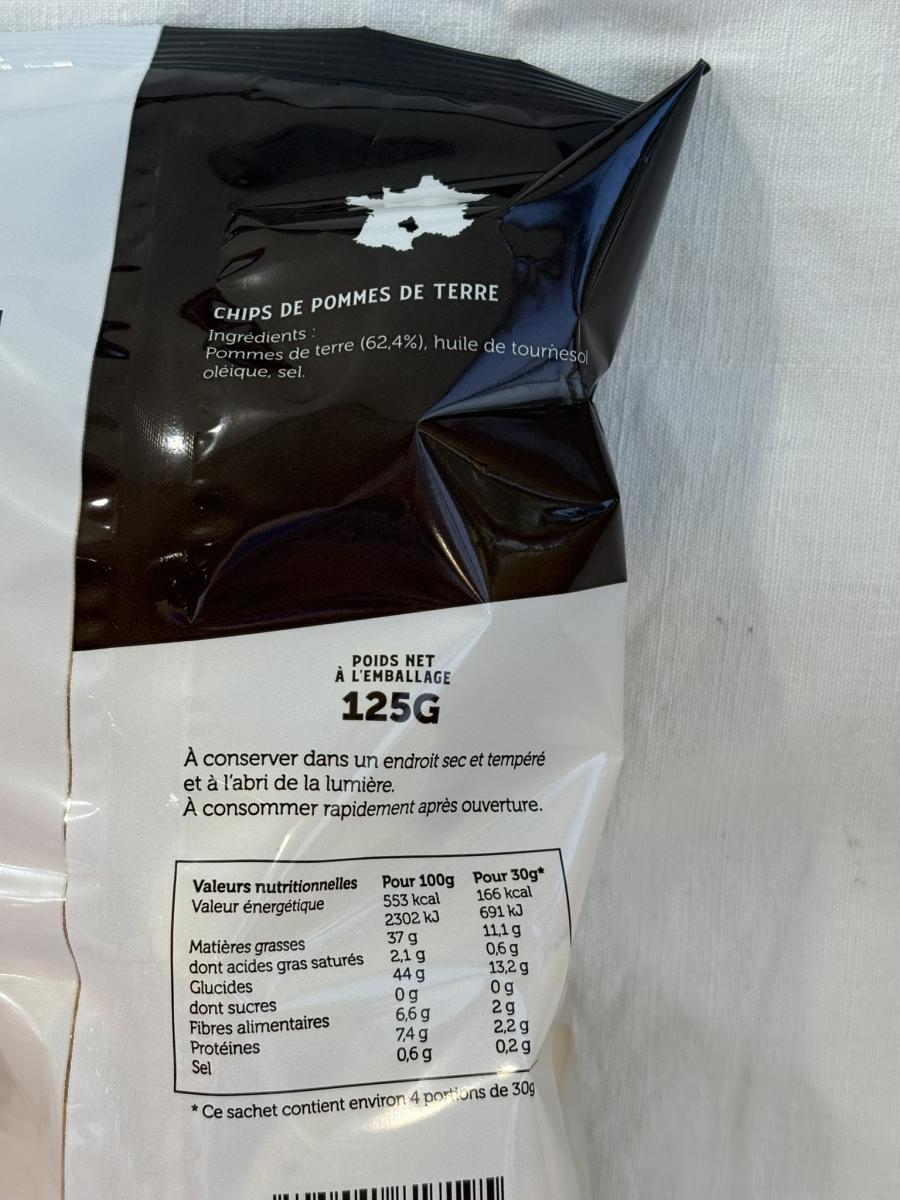 CHIPS DE POMMES DE TERRE
Ingrédients :
Pommes de terre (62,4%), huile de tournesol
oléique, sel.
POIDS NET
À L'EMBALLAGE
125G
À conserver dans un endroit sec et tempéré
et à l'abri de la lumière.
À consommer rapidement après ouverture.
Valeurs nutritionnelles Pour 100g Pour 30g*
Valeur énergétique 553 kcal 166 kcal
2302 kJ 691 kJ
Matières grasses 37 g 11,1 g
dont acides gras saturés 2,1 g 0,6 g
Glucides 44 g 13,2 g
dont sucres 0 g 0 g
Fibres alimentaires 6,6 g 2 g
Protéines 7,4 g 2,2 g
Sel 0,6 g 0,2 g
* Ce sachet contient environ 4 portions de 30g